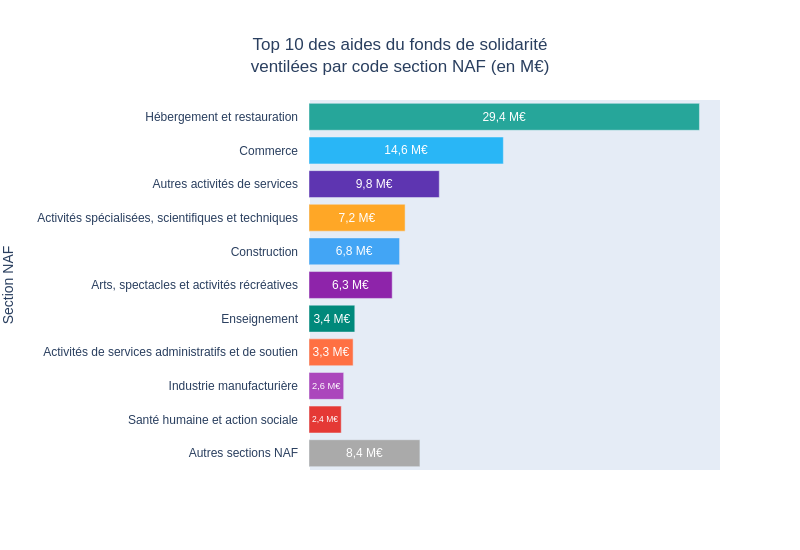 Top 10 des aides du fonds de solidarité
ventilées par code section NAF (en M€)
Section NAF
Hébergement et restauration 29,4 M€
Commerce 14,6 M€
Autres activités de services 9,8 M€
Activités spécialisées, scientifiques et techniques 7,2 M€
Construction 6,8 M€
Arts, spectacles et activités récréatives 6,3 M€
Enseignement 3,4 M€
Activités de services administratifs et de soutien 3,3 M€
Industrie manufacturière 2,6 M€
Santé humaine et action sociale 2,4 M€
Autres sections NAF 8,4 M€